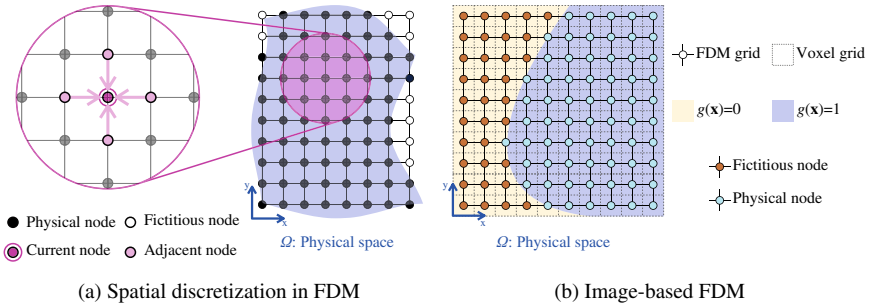 y
x
Physical node
Fictitious node
Current node
Adjacent node
Ω: Physical space
(a) Spatial discretization in FDM
y
x
Ω: Physical space
FDM grid
Voxel grid
g(x)=0
g(x)=1
Fictitious node
Physical node
(b) Image-based FDM